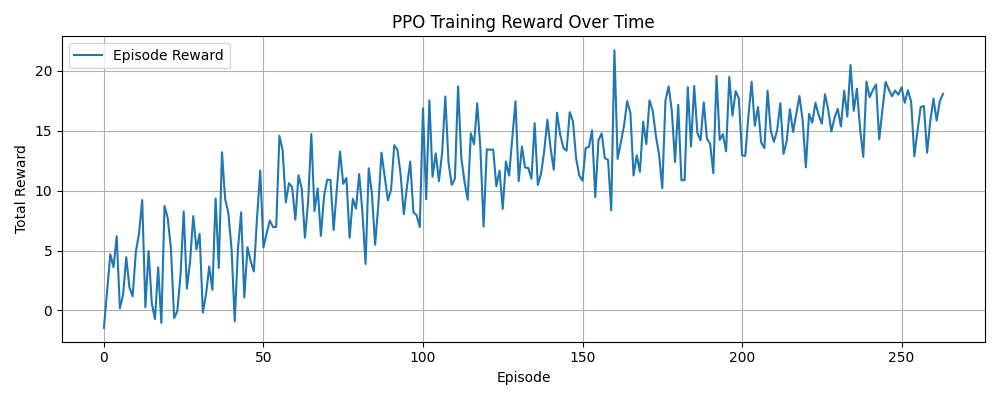 PPO Training Reward Over Time
Episode Reward
Total Reward
20
15
10
5
0
0 50 100 150 200 250
Episode